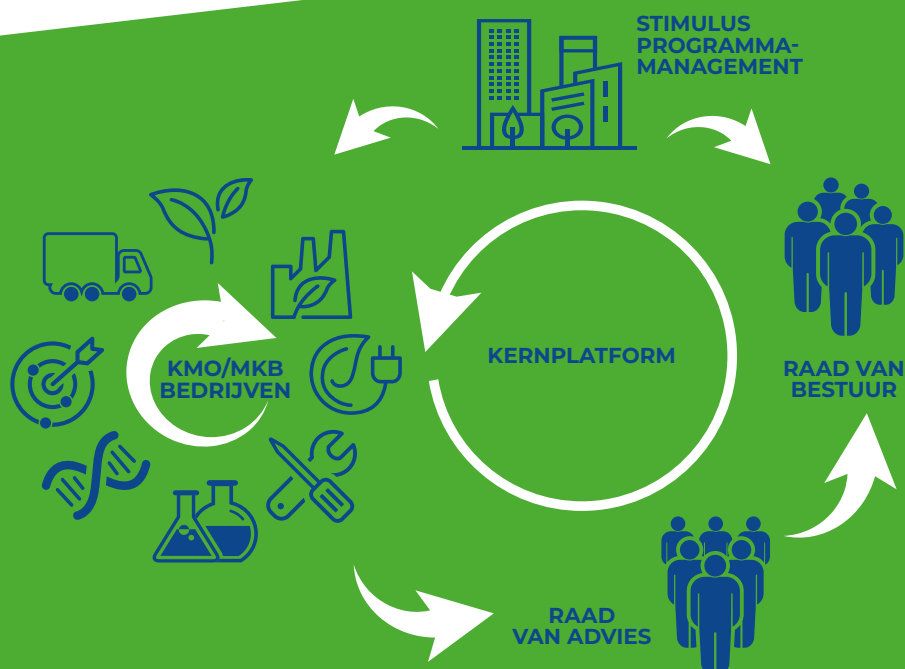 STIMULUS
PROGRAMMA-
MANAGEMENT
KMO/MKB
BEDRIJVEN
KERNPLATFORM
RAAD VAN
BESTUUR
RAAD
VAN ADVIES